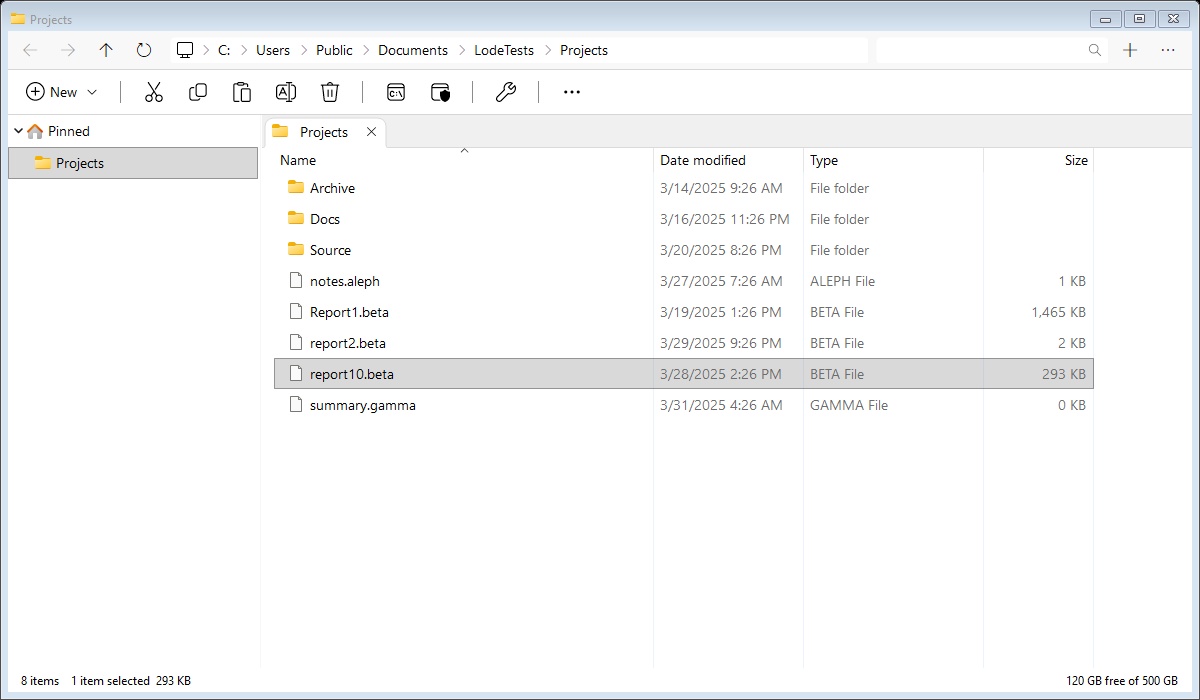 Projects
C: Users Public Documents LodeTests Projects
New
Pinned
Projects
Projects
Name Date modified Type Size
Archive 3/14/2025 9:26 AM File folder
Docs 3/16/2025 11:26 PM File folder
Source 3/20/2025 8:26 PM File folder
notes.aleph 3/27/2025 7:26 AM ALEPH File 1 KB
Report1.beta 3/19/2025 1:26 PM BETA File 1,465 KB
report2.beta 3/29/2025 9:26 PM BETA File 2 KB
report10.beta 3/28/2025 2:26 PM BETA File 293 KB
summary.gamma 3/31/2025 4:26 AM GAMMA File 0 KB
8 items 1 item selected 293 KB 120 GB free of 500 GB